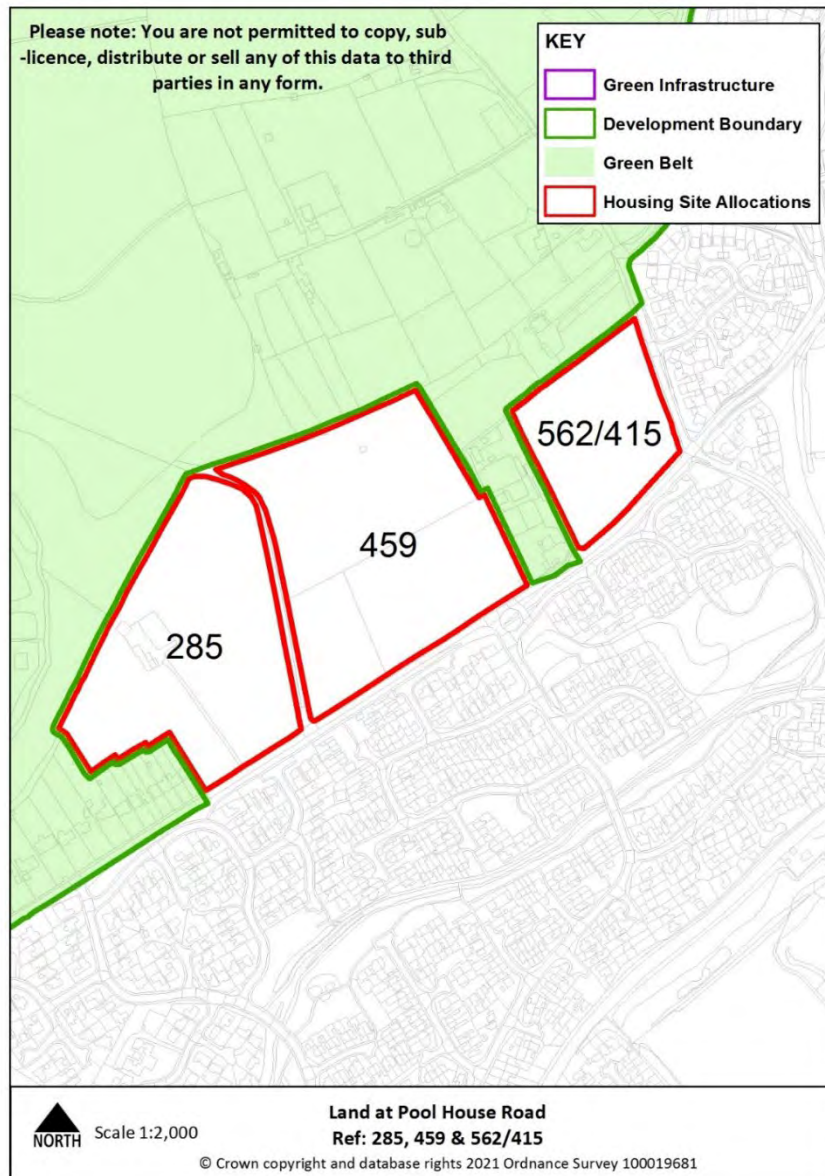 Please note: You are not permitted to copy, sub
-licence, distribute or sell any of this data to third
parties in any form.
KEY
Green Infrastructure
Development Boundary
Green Belt
Housing Site Allocations
562/415
459
285
NORTH
Scale 1:2,000
Land at Pool House Road
Ref: 285, 459 & 562/415
© Crown copyright and database rights 2021 Ordnance Survey 100019681